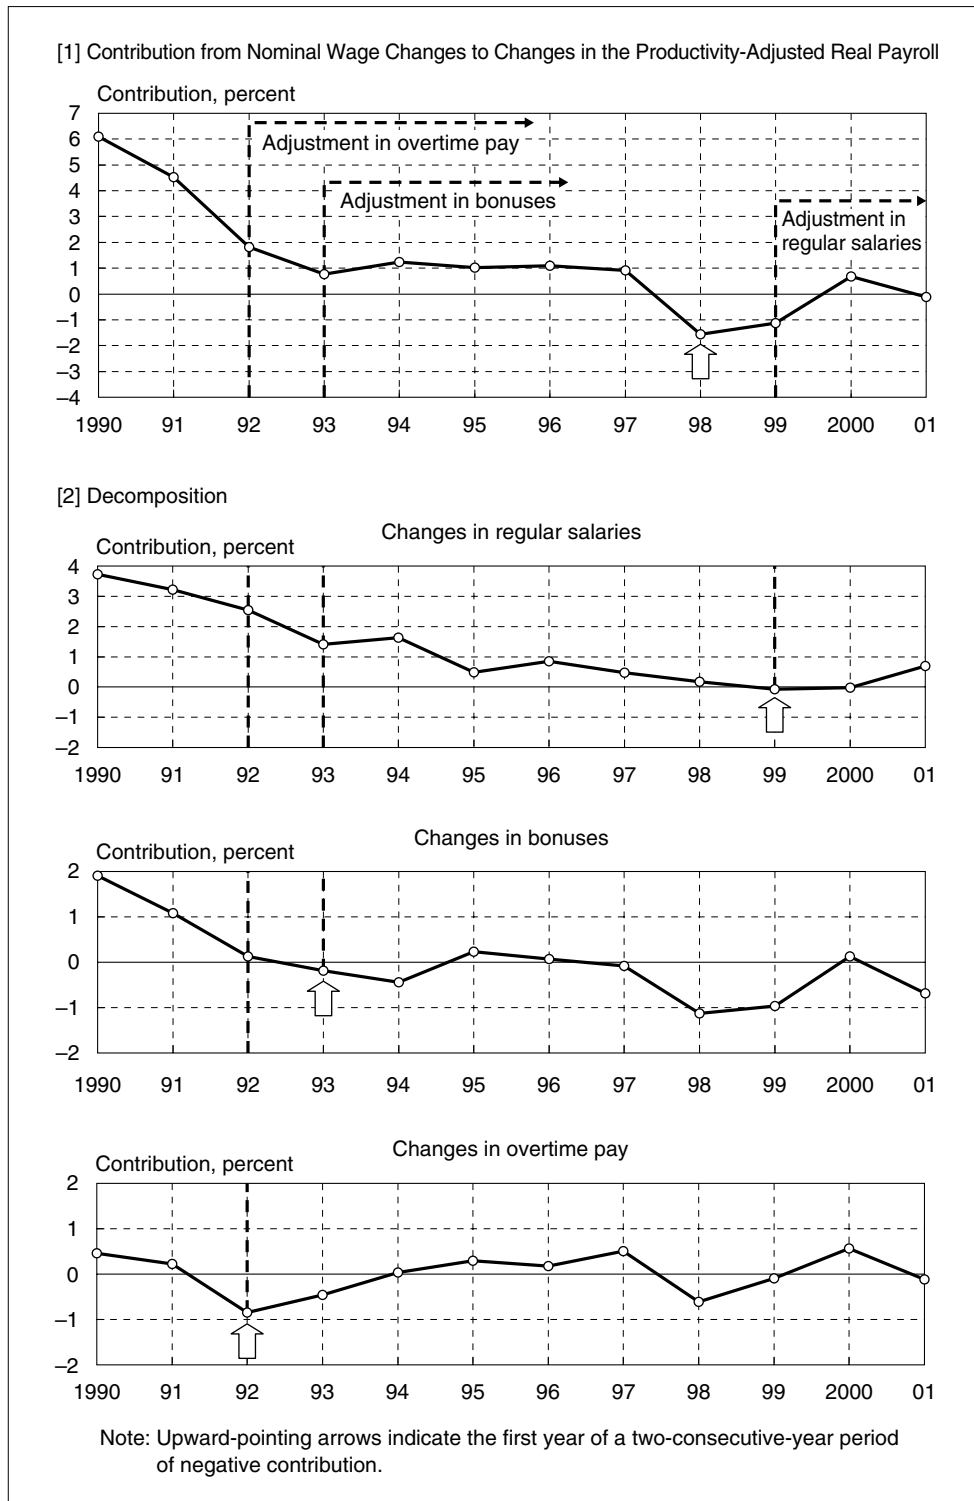 [1] Contribution from Nominal Wage Changes to Changes in the Productivity-Adjusted Real Payroll
Contribution, percent
7
6
5
4
3
2
1
0
–1
–2
–3
–4
Adjustment in overtime pay
Adjustment in bonuses
Adjustment in
regular salaries
1990 91 92 93 94 95 96 97 98 99 2000 01
[2] Decomposition
Changes in regular salaries
Contribution, percent
4
3
2
1
0
–1
–2
1990 91 92 93 94 95 96 97 98 99 2000 01
Changes in bonuses
Contribution, percent
2
1
0
–1
–2
1990 91 92 93 94 95 96 97 98 99 2000 01
Changes in overtime pay
Contribution, percent
2
1
0
–1
–2
1990 91 92 93 94 95 96 97 98 99 2000 01
Note: Upward-pointing arrows indicate the first year of a two-consecutive-year period
of negative contribution.